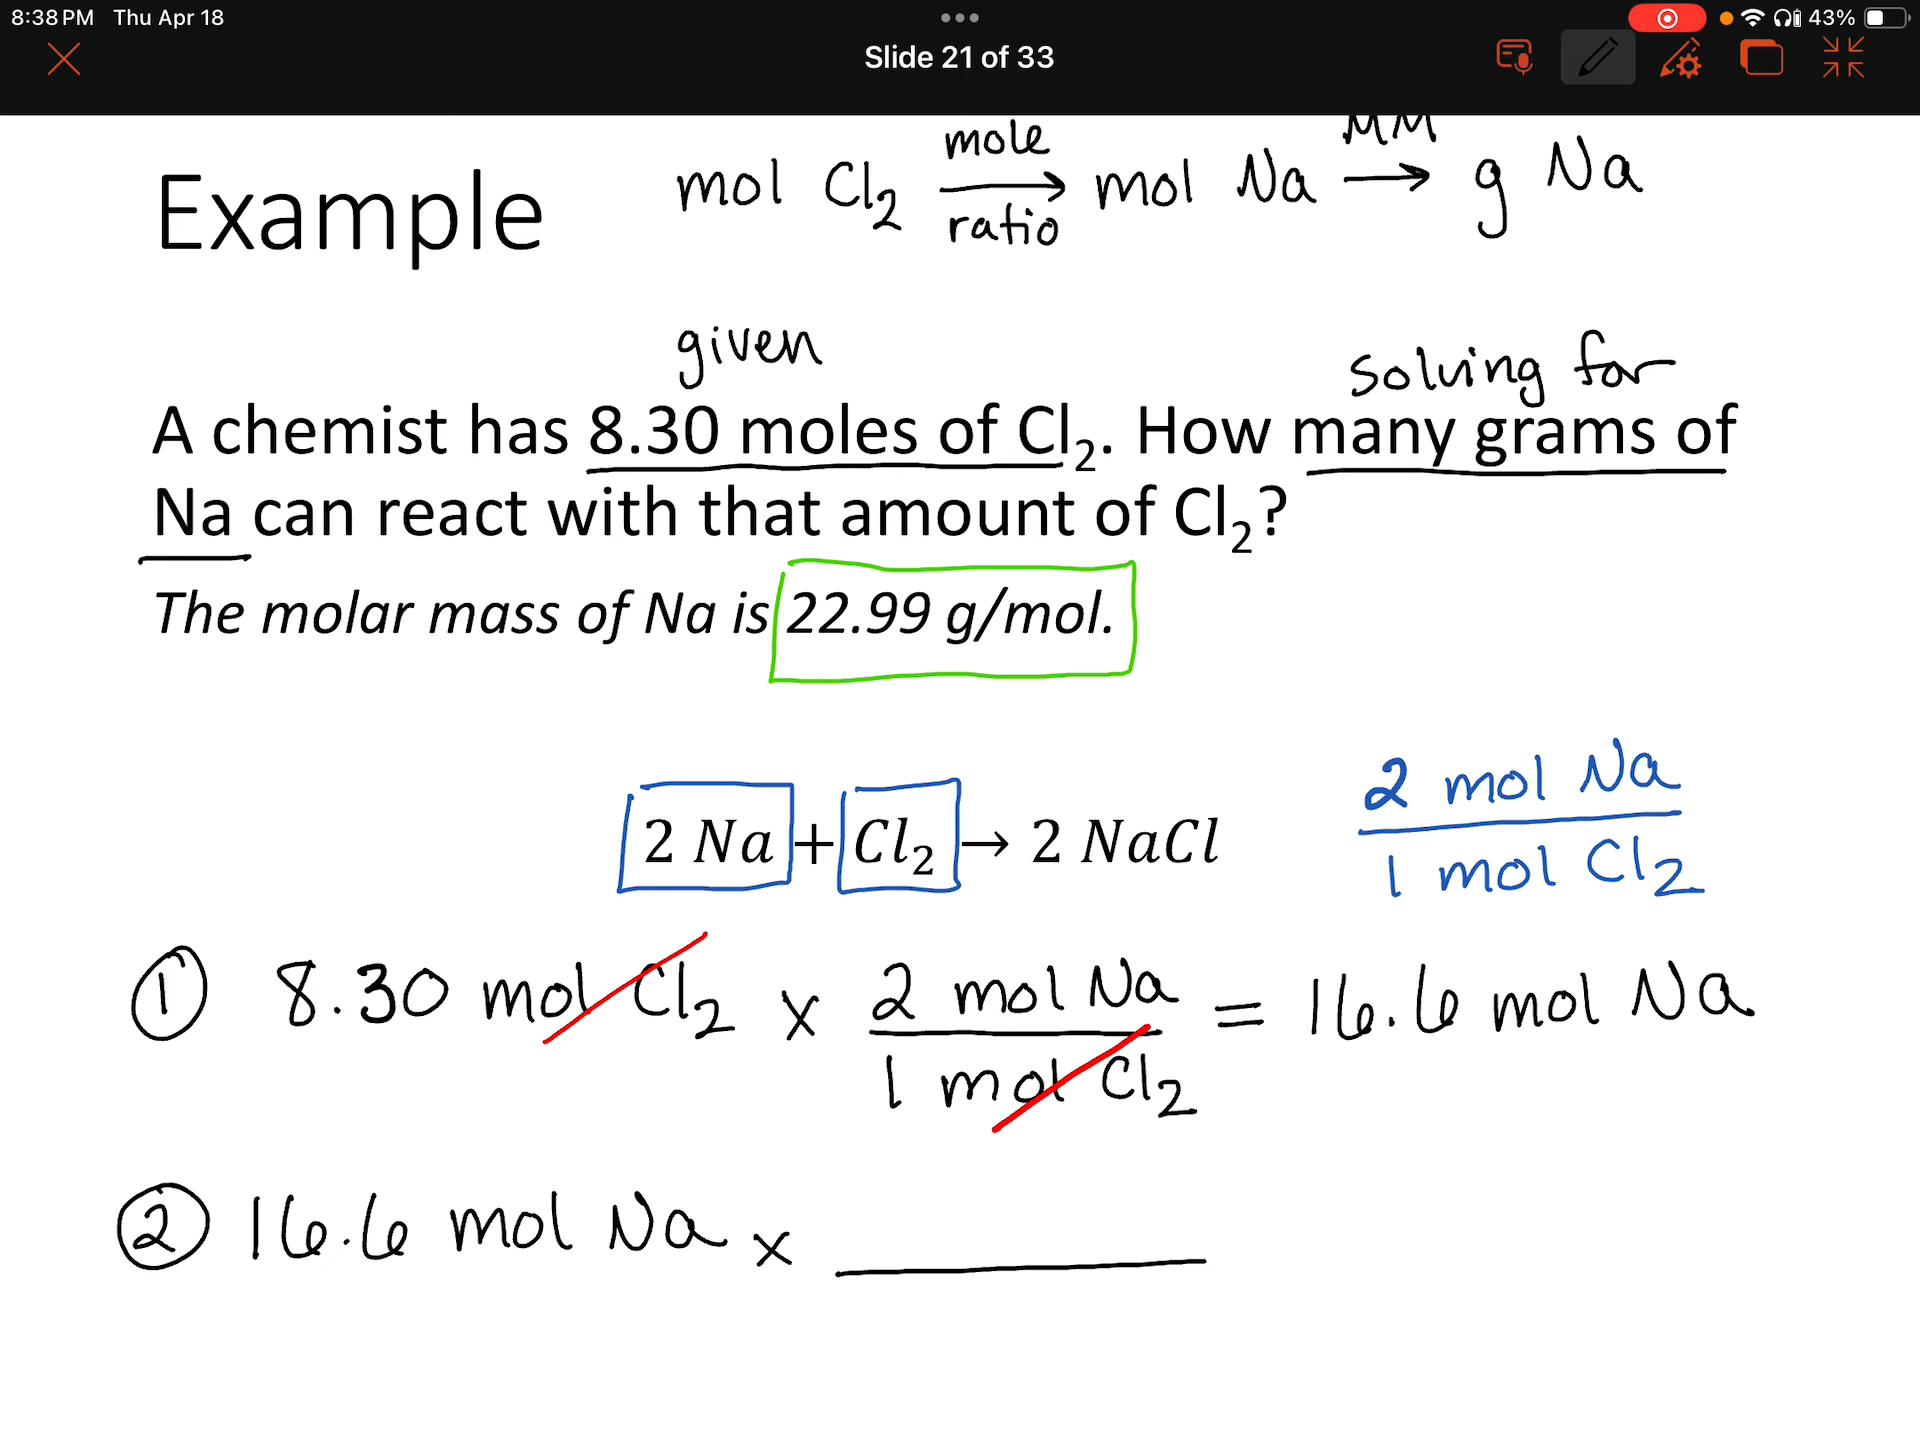 8:38 PM Thu Apr 18
43%
Slide 21 of 33
Example
mol Cl₂ mole ratio → mol Na MM → g Na
given
solving for
A chemist has 8.30 moles of Cl₂. How many grams of
Na can react with that amount of Cl₂?
The molar mass of Na is 22.99 g/mol.
2 Na + Cl₂ → 2 NaCl
2 mol Na
1 mol Cl₂
① 8.30 mol Cl₂ x 2 mol Na = 16.6 mol Na
1 mol Cl₂
② 16.6 mol Na x